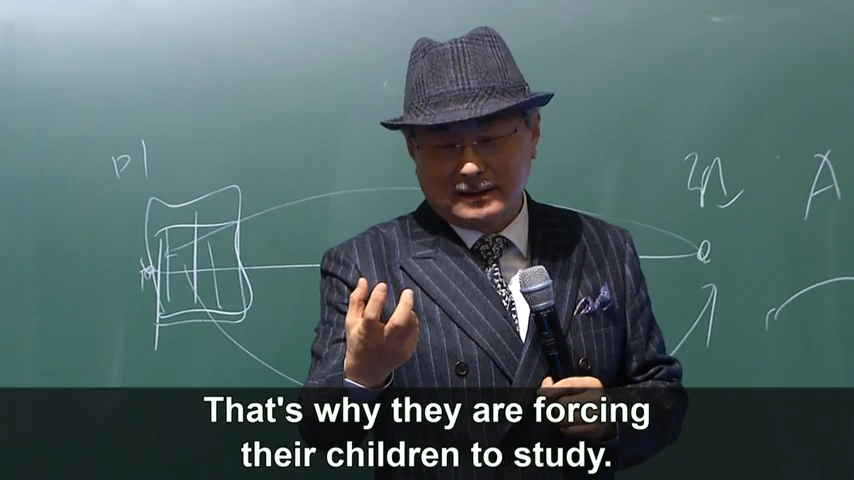 A
That's why they are forcing
their children to study.